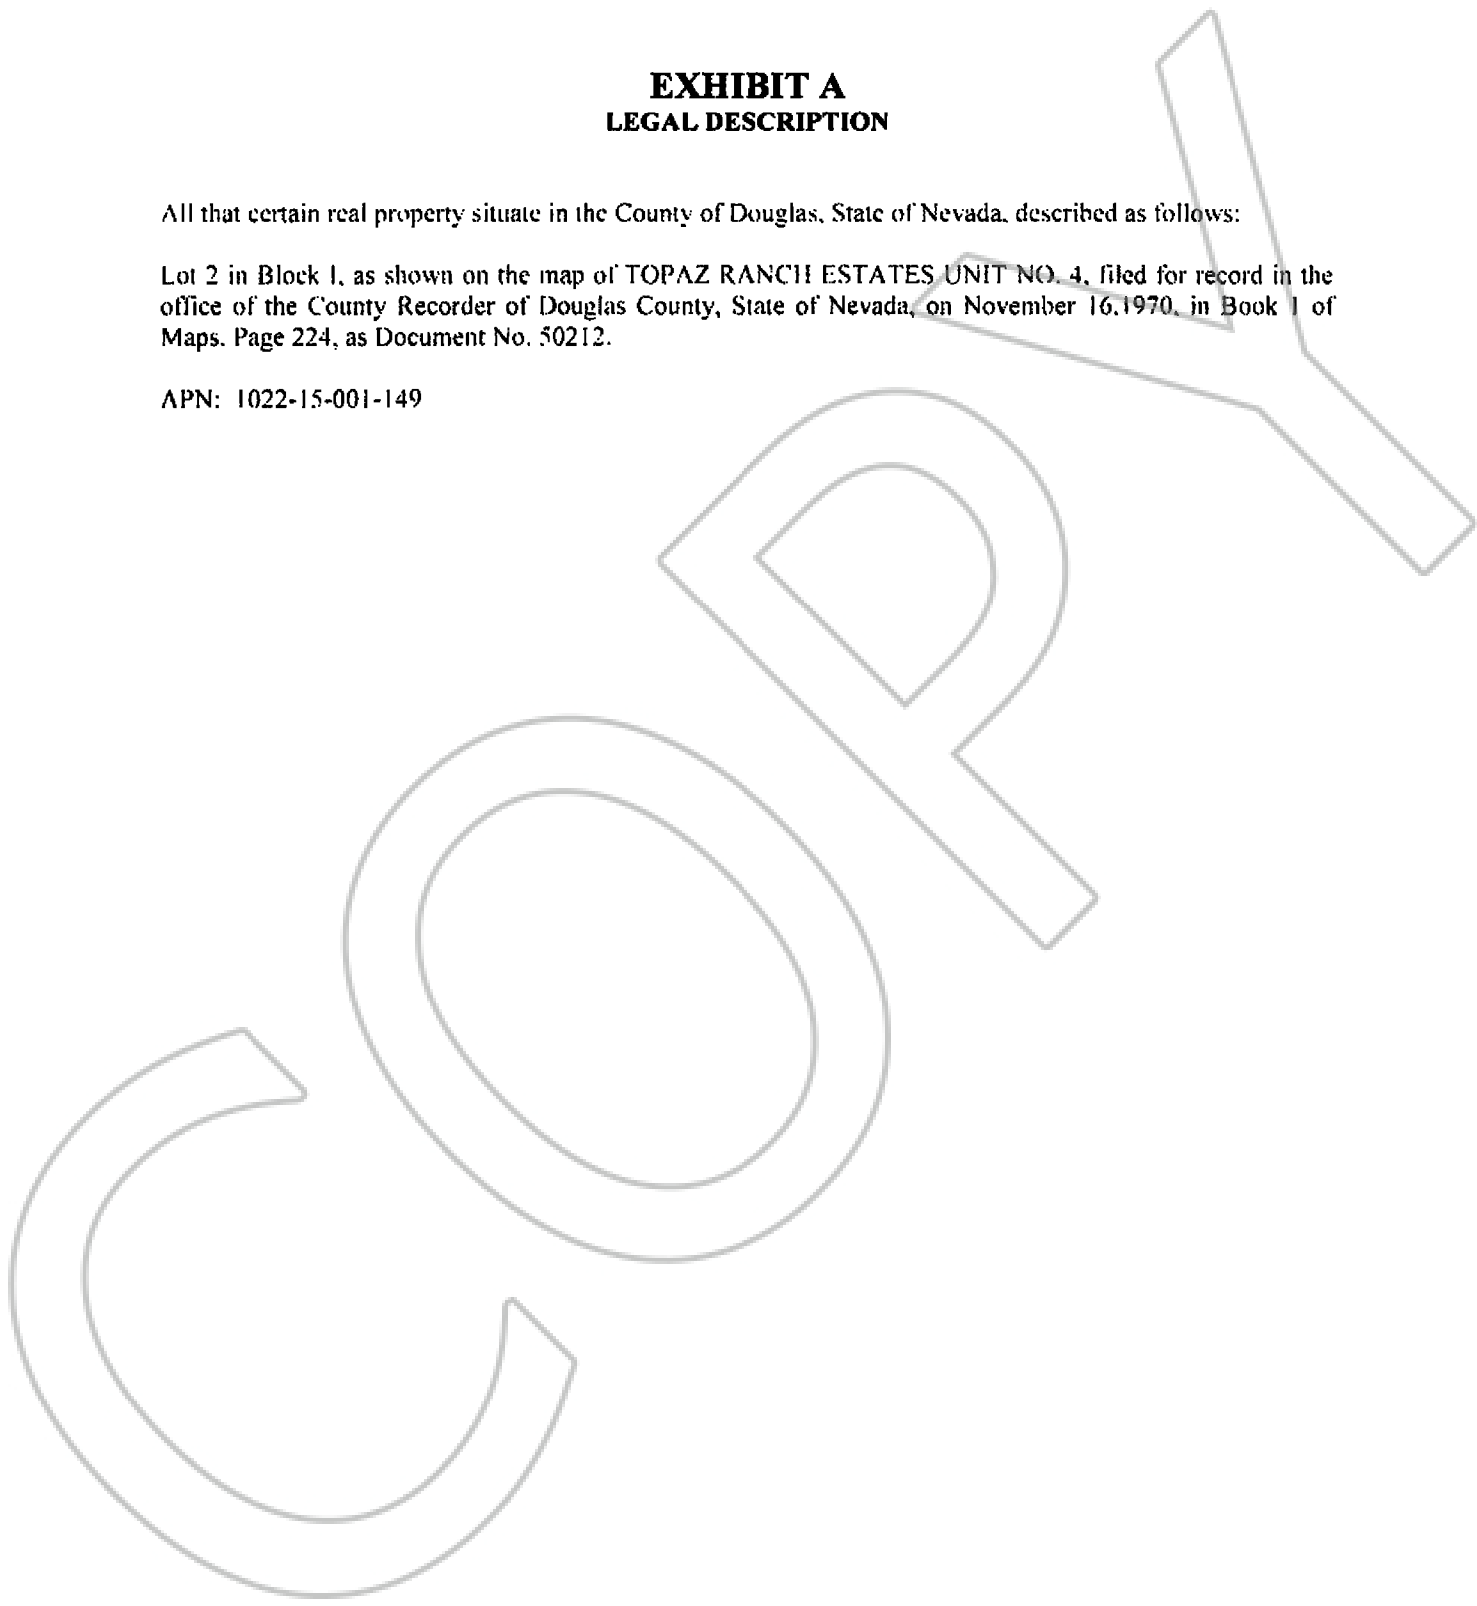 EXHIBIT A
LEGAL DESCRIPTION
All that certain real property situate in the County of Douglas, State of Nevada, described as follows:
Lot 2 in Block I, as shown on the map of TOPAZ RANCH ESTATES UNIT NO. 4, filed for record in the
office of the County Recorder of Douglas County, State of Nevada, on November 16,1970, in Book 1 of
Maps, Page 224, as Document No. 50212.
APN: 1022-15-001-149
COPY